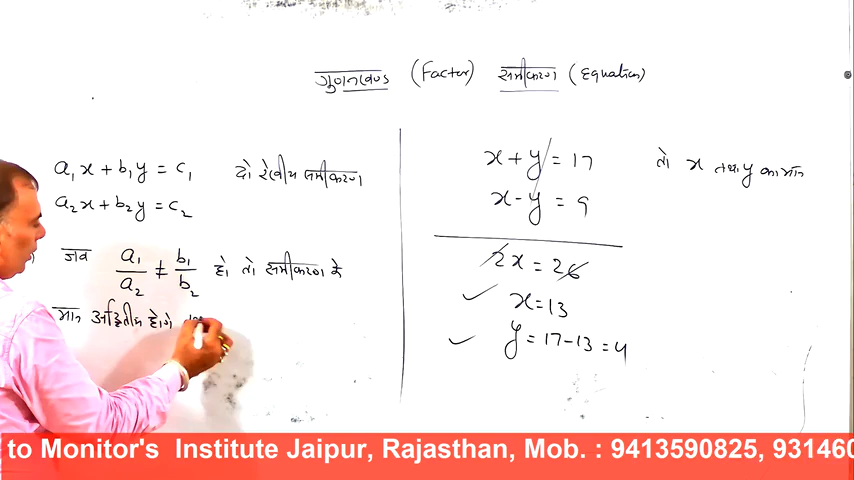 गुणनखण्ड (Factor) समीकरण (Equation)
a₁x + b₁y = c₁ दो रेखीय समीकरण
a₂x + b₂y = c₂
जब a₁/a₂ ≠ b₁/b₂ हो तो समीकरण के
मान अद्वितीय होंगे
x + y = 17 तो x तथा y का मान
x - y = 9
2x = 26
x = 13
y = 17 - 13 = 4
to Monitor's Institute Jaipur, Rajasthan, Mob. : 9413590825, 931460